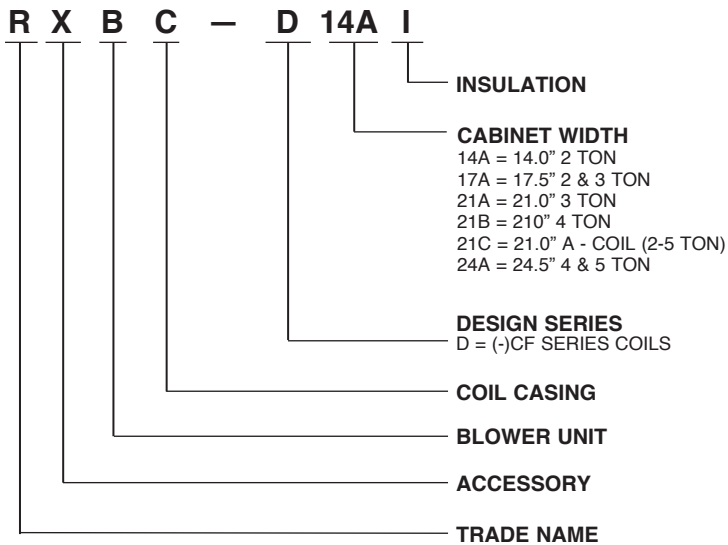 R X B C – D 14A I
INSULATION
CABINET WIDTH
14A = 14.0” 2 TON
17A = 17.5” 2 & 3 TON
21A = 21.0” 3 TON
21B = 210” 4 TON
21C = 21.0” A - COIL (2-5 TON)
24A = 24.5” 4 & 5 TON
DESIGN SERIES
D = (-)CF SERIES COILS
COIL CASING
BLOWER UNIT
ACCESSORY
TRADE NAME